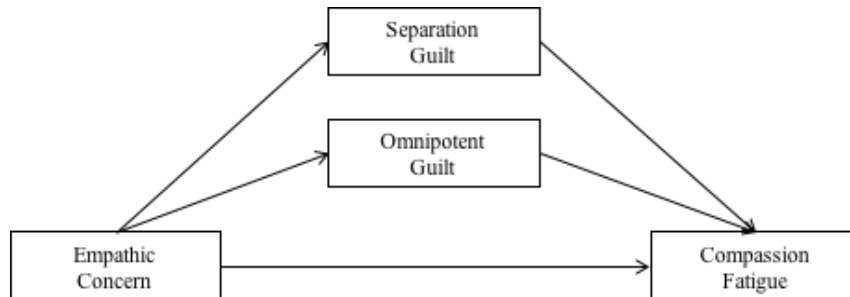 Separation
Guilt
Omnipotent
Guilt
Empathic
Concern
Compassion
Fatigue